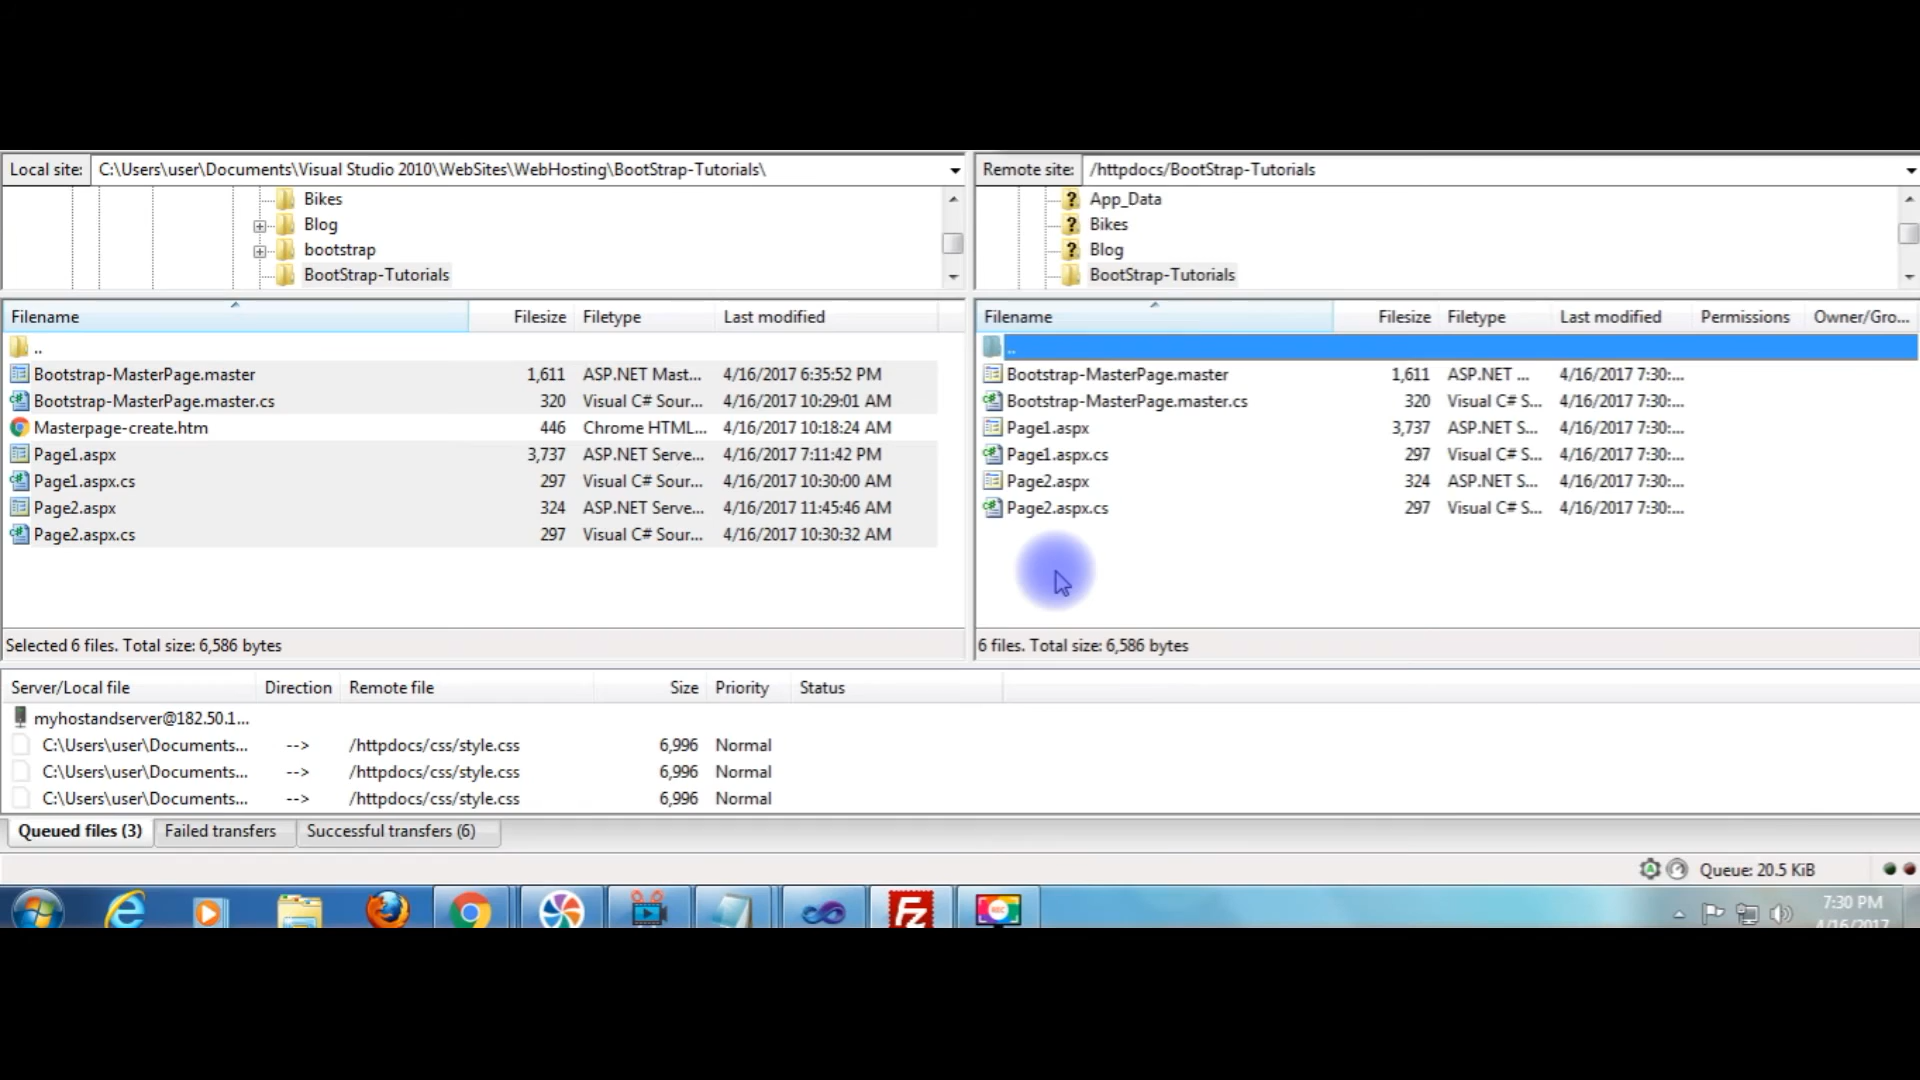 Local site: C:\Users\user\Documents\Visual Studio 2010\WebSites\WebHosting\BootStrap-Tutorials\
Bikes
Blog
bootstrap
BootStrap-Tutorials
Filename Filesize Filetype Last modified
..
Bootstrap-MasterPage.master 1,611 ASP.NET Mast... 4/16/2017 6:35:52 PM
Bootstrap-MasterPage.master.cs 320 Visual C# Sour... 4/16/2017 10:29:01 AM
Masterpage-create.htm 446 Chrome HTML... 4/16/2017 10:18:24 AM
Page1.aspx 3,737 ASP.NET Serve... 4/16/2017 7:11:42 PM
Page1.aspx.cs 297 Visual C# Sour... 4/16/2017 10:30:00 AM
Page2.aspx 324 ASP.NET Serve... 4/16/2017 11:45:46 AM
Page2.aspx.cs 297 Visual C# Sour... 4/16/2017 10:30:32 AM
Selected 6 files. Total size: 6,586 bytes
Remote site: /httpdocs/BootStrap-Tutorials
App_Data
Bikes
Blog
BootStrap-Tutorials
Filename Filesize Filetype Last modified Permissions Owner/Gro...
..
Bootstrap-MasterPage.master 1,611 ASP.NET ... 4/16/2017 7:30:...
Bootstrap-MasterPage.master.cs 320 Visual C# S... 4/16/2017 7:30:...
Page1.aspx 3,737 ASP.NET S... 4/16/2017 7:30:...
Page1.aspx.cs 297 Visual C# S... 4/16/2017 7:30:...
Page2.aspx 324 ASP.NET S... 4/16/2017 7:30:...
Page2.aspx.cs 297 Visual C# S... 4/16/2017 7:30:...
6 files. Total size: 6,586 bytes
Server/Local file Direction Remote file Size Priority Status
myhostandserver@182.50.1...
C:\Users\user\Documents... --> /httpdocs/css/style.css 6,996 Normal
C:\Users\user\Documents... --> /httpdocs/css/style.css 6,996 Normal
C:\Users\user\Documents... --> /httpdocs/css/style.css 6,996 Normal
Queued files (3) Failed transfers Successful transfers (6)
Queue: 20.5 KiB
7:30 PM
4/16/2017